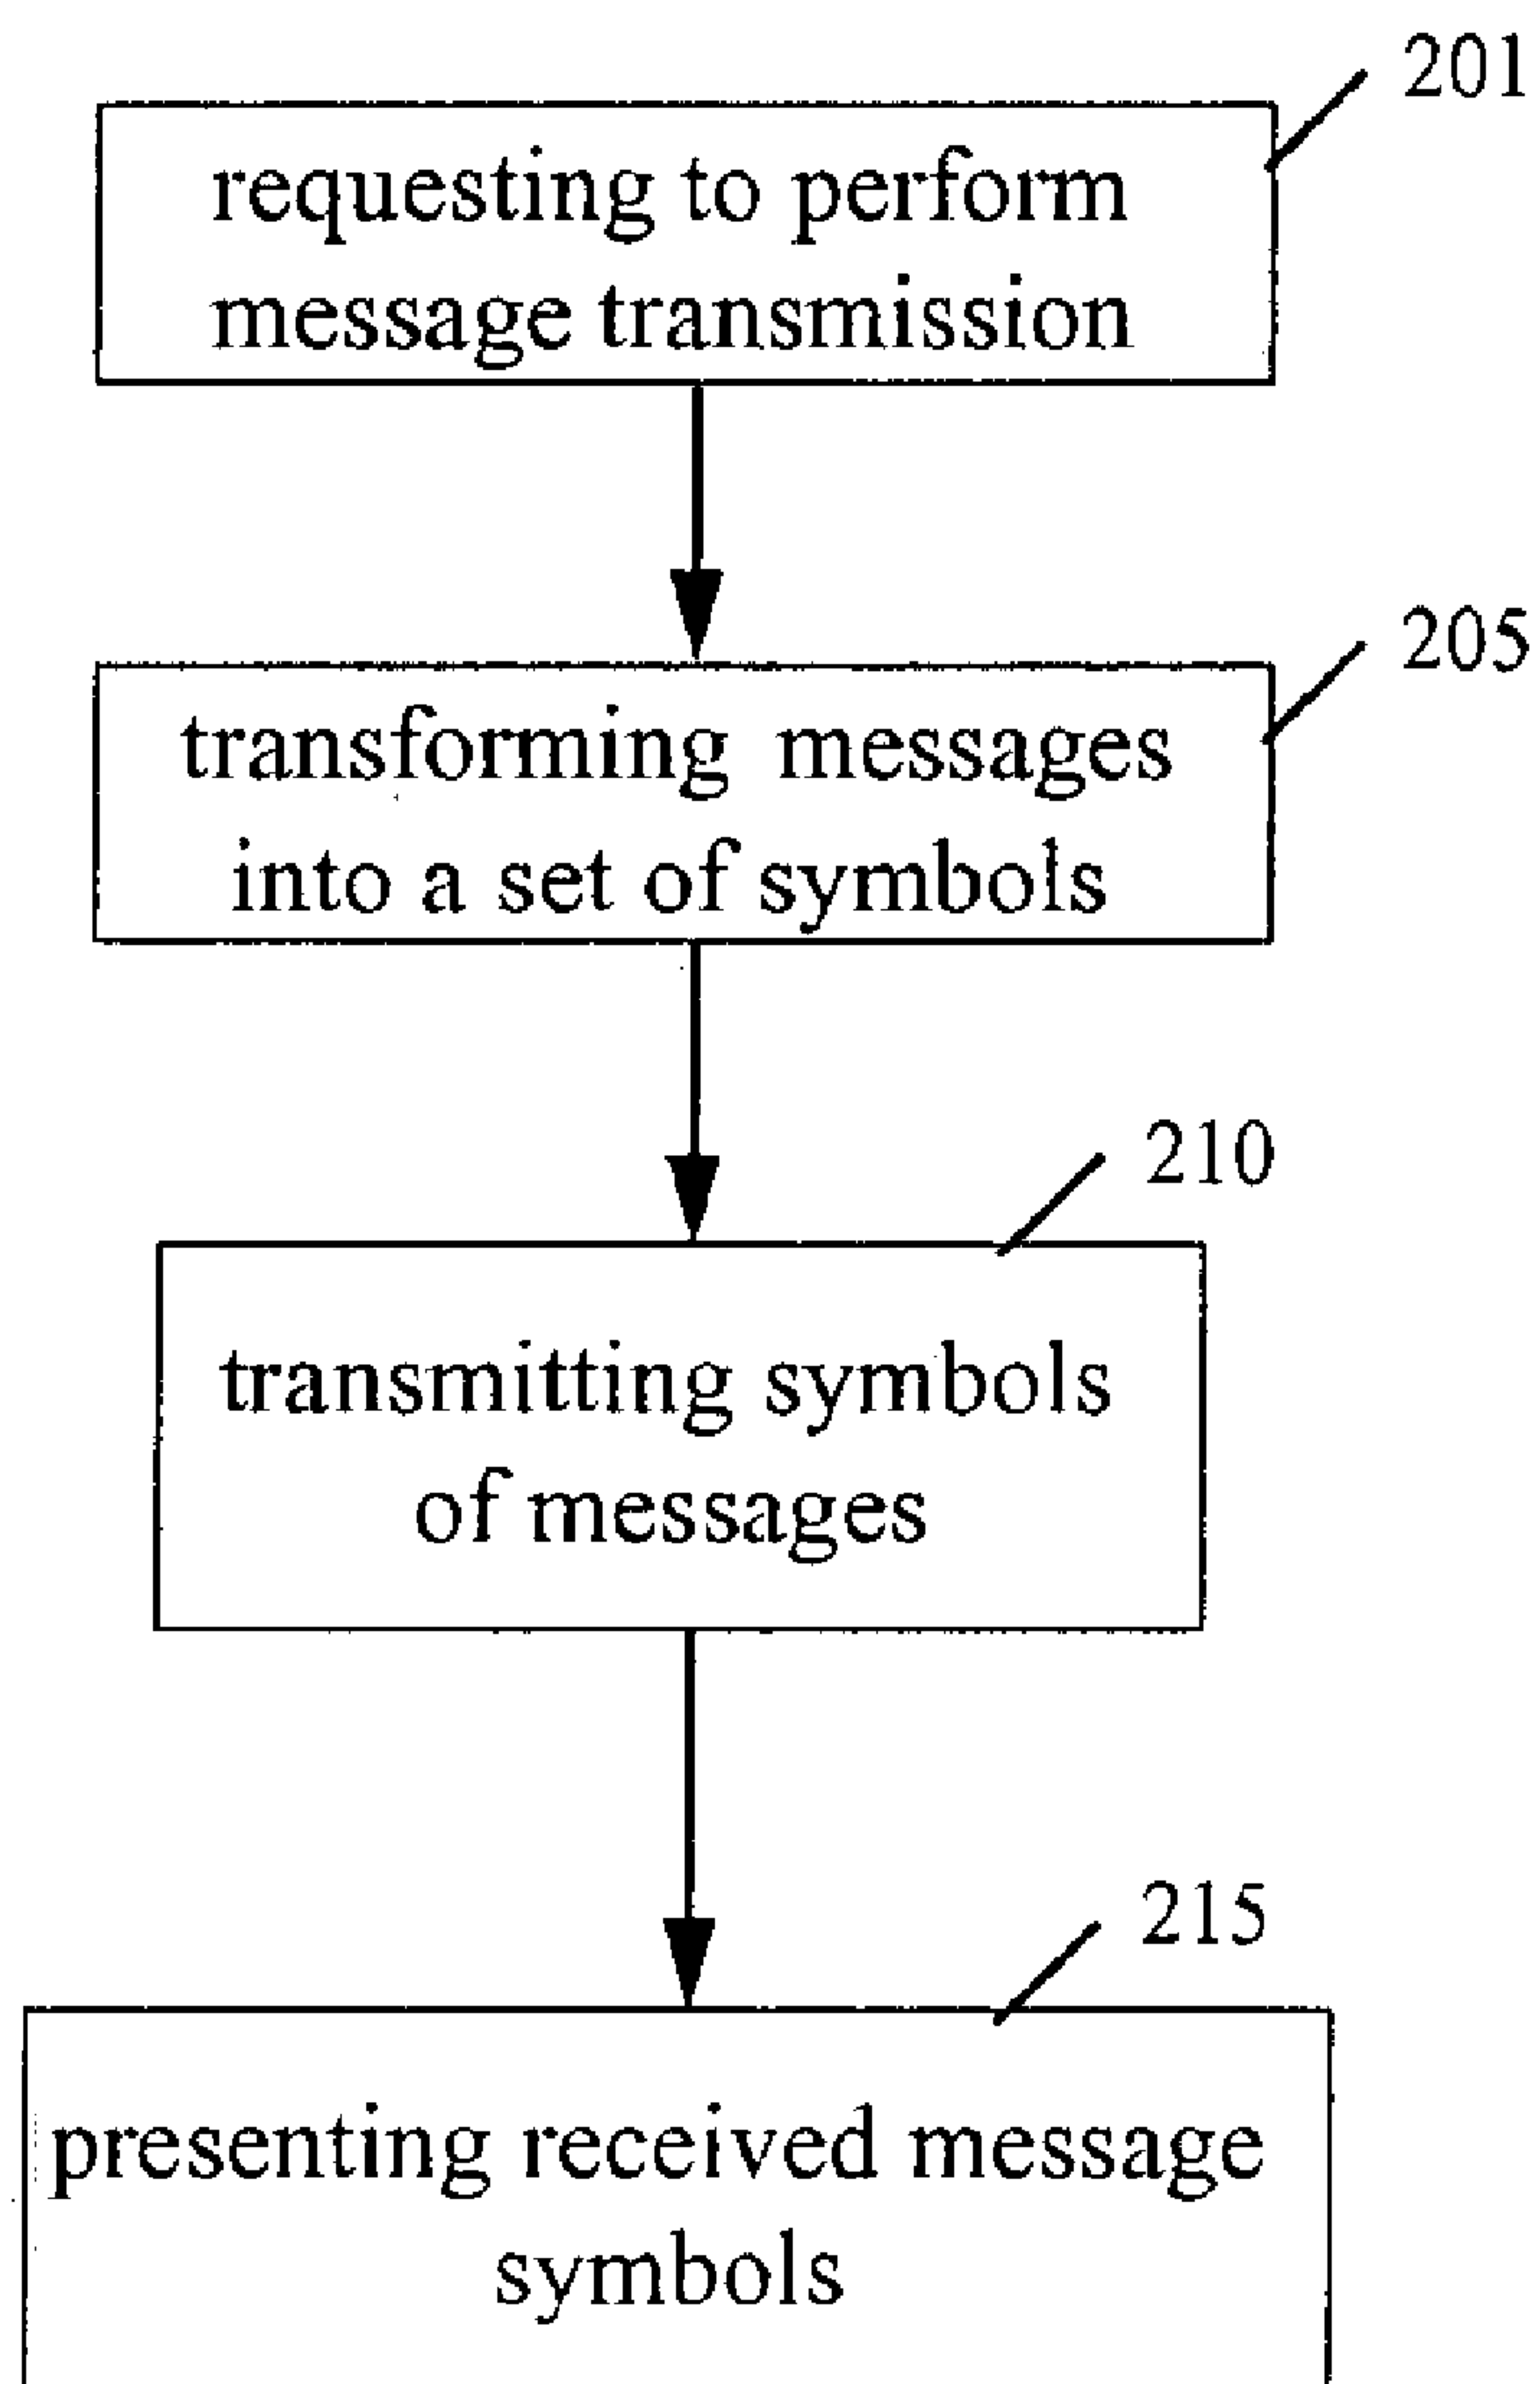 201
requesting to perform
message transmission
205
transforming messages
into a set of symbols
210
transmitting symbols
of messages
215
presenting received message
symbols